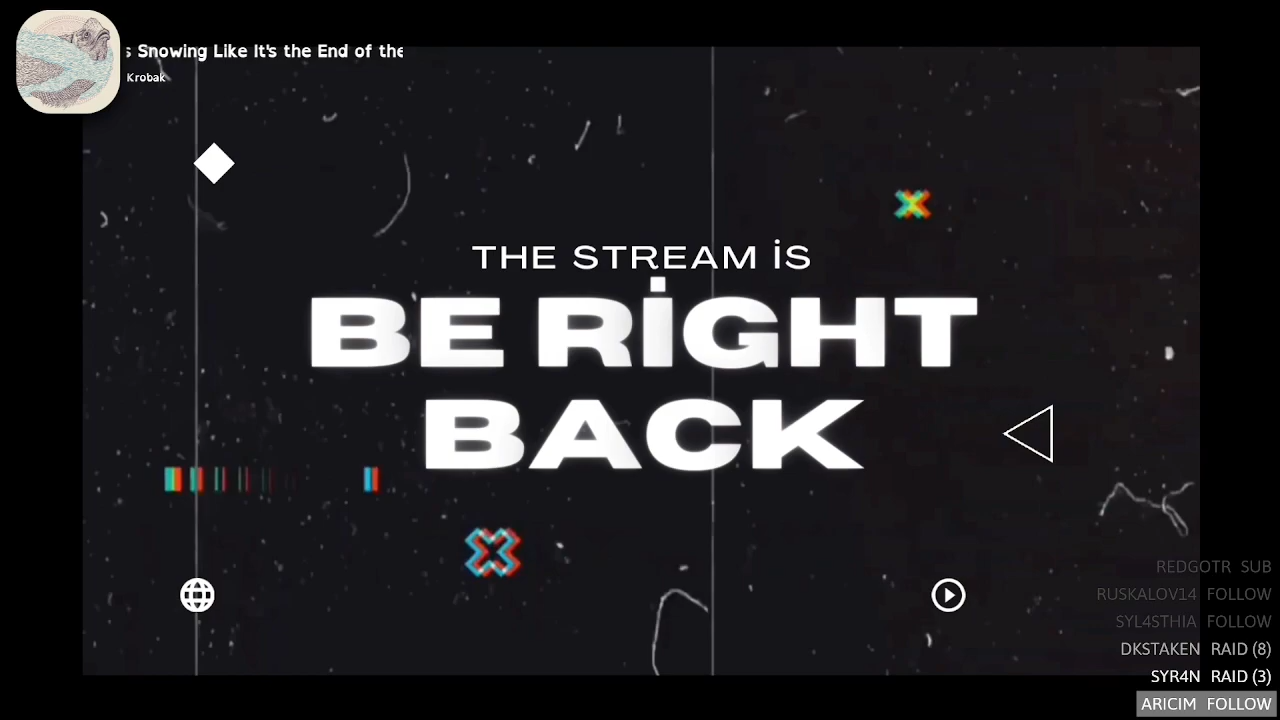 Snowing Like It's the End of the
Krobak
THE STREAM İS
BE RİGHT
BACK
REDGOTR SUB
RUSKALOV14 FOLLOW
SYL4STHIA FOLLOW
DKSTAKEN RAID (8)
SYR4N RAID (3)
ARICIM FOLLOW